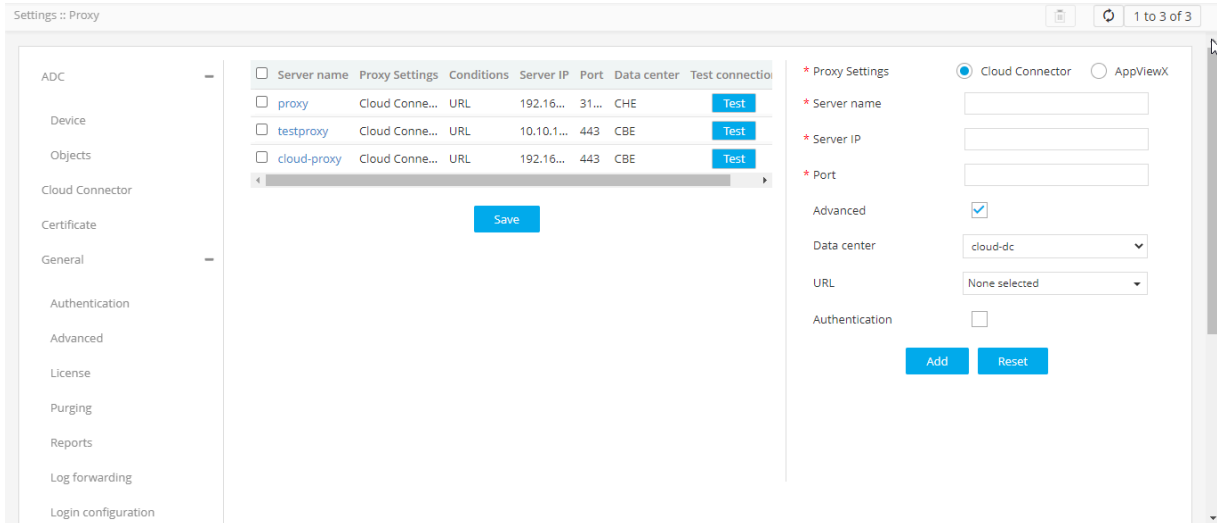 Settings :: Proxy
1 to 3 of 3
ADC
Device
Objects
Cloud Connector
Certificate
General
Authentication
Advanced
License
Purging
Reports
Log forwarding
Login configuration
Server name Proxy Settings Conditions Server IP Port Data center Test connection
proxy Cloud Conne... URL 192.16... 31... CHE Test
testproxy Cloud Conne... URL 10.10.1... 443 CBE Test
cloud-proxy Cloud Conne... URL 192.16... 443 CBE Test
Save
* Proxy Settings Cloud Connector AppViewX
* Server name
* Server IP
* Port
Advanced
Data center cloud-dc
URL None selected
Authentication
Add Reset